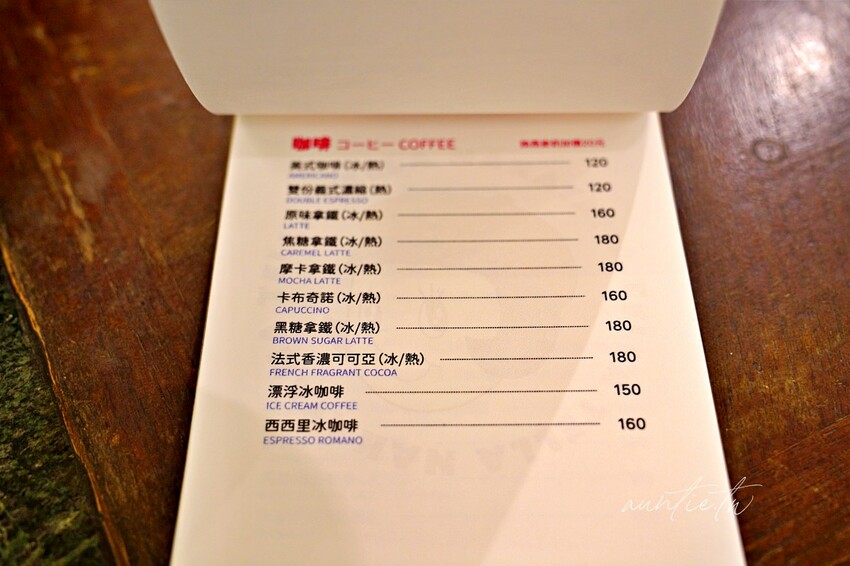 咖啡 コーヒー COFFEE
美式咖啡(冰/熱) 120
AMERICANO
雙份義式濃縮(熱) 120
DOUBLE ESPRESSO
原味拿鐵(冰/熱) 160
LATTE
焦糖拿鐵(冰/熱) 180
CAREMEL LATTE
摩卡拿鐵(冰/熱) 180
MOCHA LATTE
卡布奇諾(冰/熱) 160
CAPUCCINO
黑糖拿鐵(冰/熱) 180
BROWN SUGAR LATTE
法式香濃可可亞(冰/熱) 180
FRENCH FRAGRANT COCOA
漂浮冰咖啡 150
ICE CREAM COFFEE
西西里冰咖啡 160
ESPRESSO ROMANO
auntie.tw